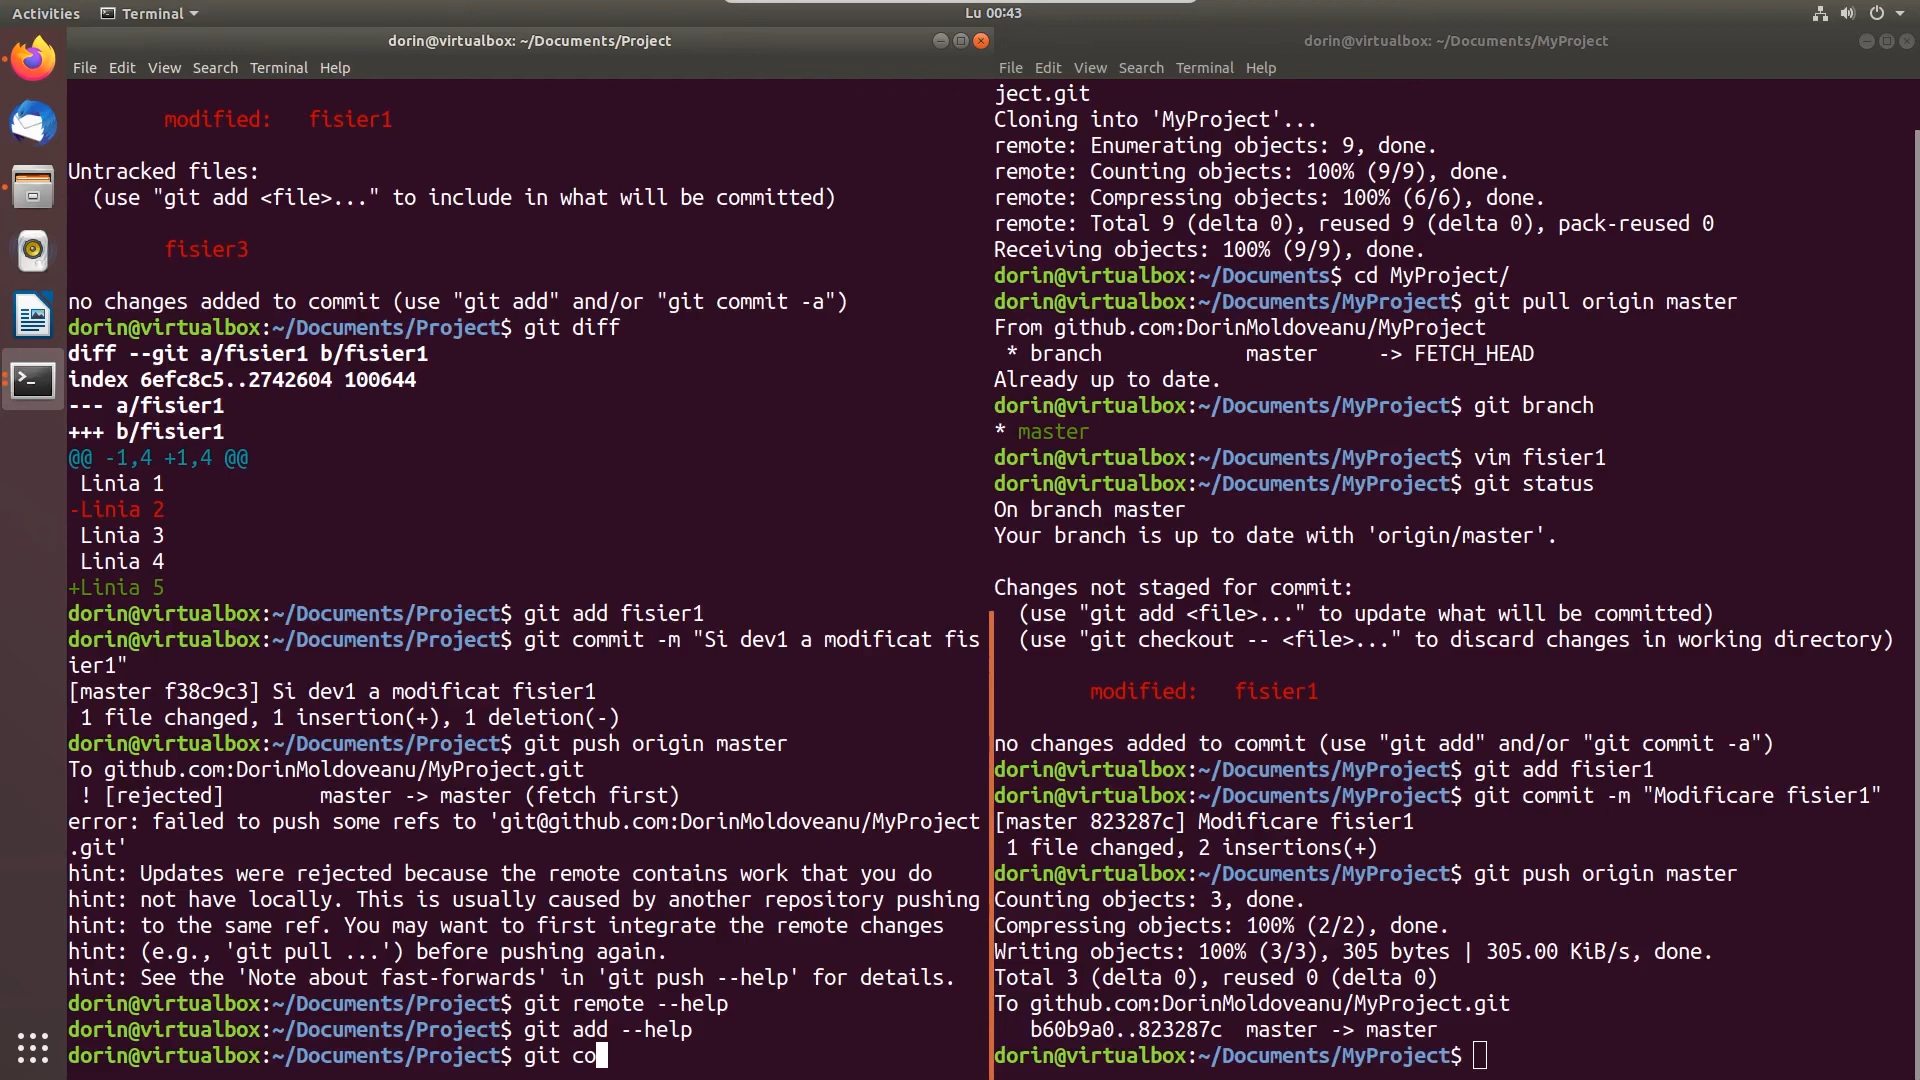 Activities
Terminal
Lu 00:43
dorin@virtualbox: ~/Documents/Project
File Edit View Search Terminal Help
modified:   fisier1
Untracked files:
  (use "git add <file>..." to include in what will be committed)
fisier3
no changes added to commit (use "git add" and/or "git commit -a")
dorin@virtualbox:~/Documents/Project$ git diff
diff --git a/fisier1 b/fisier1
index 6efc8c5..2742604 100644
--- a/fisier1
+++ b/fisier1
@@ -1,4 +1,4 @@
 Linia 1
-Linia 2
 Linia 3
 Linia 4
+Linia 5
dorin@virtualbox:~/Documents/Project$ git add fisier1
dorin@virtualbox:~/Documents/Project$ git commit -m "Si dev1 a modificat fis
ier1"
[master f38c9c3] Si dev1 a modificat fisier1
 1 file changed, 1 insertion(+), 1 deletion(-)
dorin@virtualbox:~/Documents/Project$ git push origin master
To github.com:DorinMoldoveanu/MyProject.git
 ! [rejected]        master -> master (fetch first)
error: failed to push some refs to 'git@github.com:DorinMoldoveanu/MyProject
.git'
hint: Updates were rejected because the remote contains work that you do
hint: not have locally. This is usually caused by another repository pushing
hint: to the same ref. You may want to first integrate the remote changes
hint: (e.g., 'git pull ...') before pushing again.
hint: See the 'Note about fast-forwards' in 'git push --help' for details.
dorin@virtualbox:~/Documents/Project$ git remote --help
dorin@virtualbox:~/Documents/Project$ git add --help
dorin@virtualbox:~/Documents/Project$ git co
dorin@virtualbox: ~/Documents/MyProject
File Edit View Search Terminal Help
ject.git
Cloning into 'MyProject'...
remote: Enumerating objects: 9, done.
remote: Counting objects: 100% (9/9), done.
remote: Compressing objects: 100% (6/6), done.
remote: Total 9 (delta 0), reused 9 (delta 0), pack-reused 0
Receiving objects: 100% (9/9), done.
dorin@virtualbox:~/Documents$ cd MyProject/
dorin@virtualbox:~/Documents/MyProject$ git pull origin master
From github.com:DorinMoldoveanu/MyProject
 * branch            master     -> FETCH_HEAD
Already up to date.
dorin@virtualbox:~/Documents/MyProject$ git branch
* master
dorin@virtualbox:~/Documents/MyProject$ vim fisier1
dorin@virtualbox:~/Documents/MyProject$ git status
On branch master
Your branch is up to date with 'origin/master'.
Changes not staged for commit:
  (use "git add <file>..." to update what will be committed)
  (use "git checkout -- <file>..." to discard changes in working directory)
modified:   fisier1
no changes added to commit (use "git add" and/or "git commit -a")
dorin@virtualbox:~/Documents/MyProject$ git add fisier1
dorin@virtualbox:~/Documents/MyProject$ git commit -m "Modificare fisier1"
[master 823287c] Modificare fisier1
 1 file changed, 2 insertions(+)
dorin@virtualbox:~/Documents/MyProject$ git push origin master
Counting objects: 3, done.
Compressing objects: 100% (2/2), done.
Writing objects: 100% (3/3), 305 bytes | 305.00 KiB/s, done.
Total 3 (delta 0), reused 0 (delta 0)
To github.com:DorinMoldoveanu/MyProject.git
   b60b9a0..823287c  master -> master
dorin@virtualbox:~/Documents/MyProject$